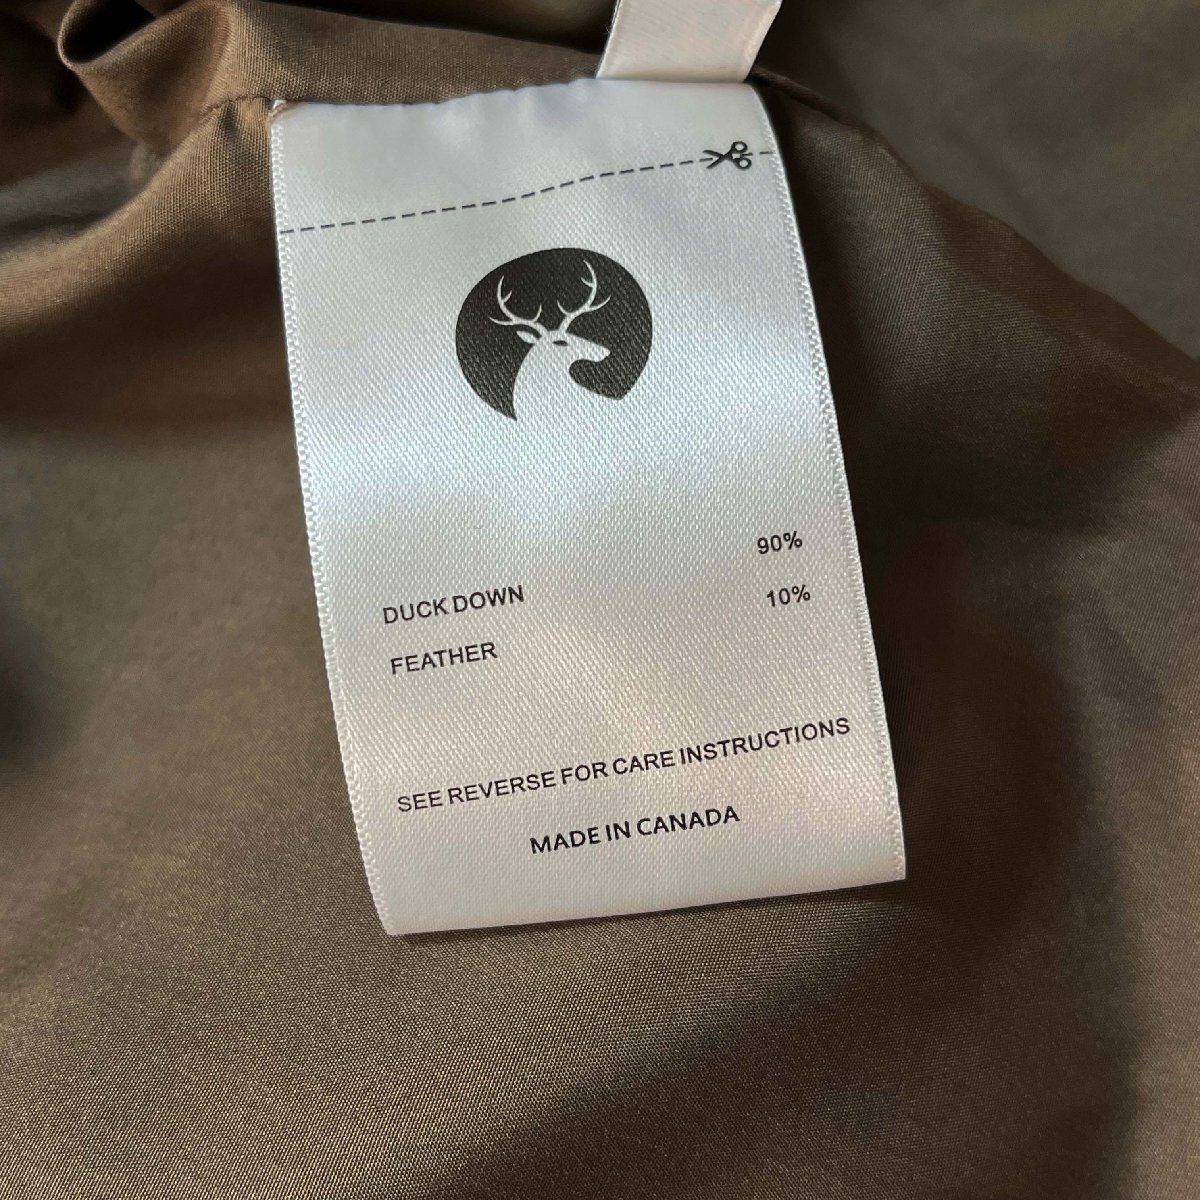 DUCK DOWN 90%
FEATHER 10%
SEE REVERSE FOR CARE INSTRUCTIONS
MADE IN CANADA